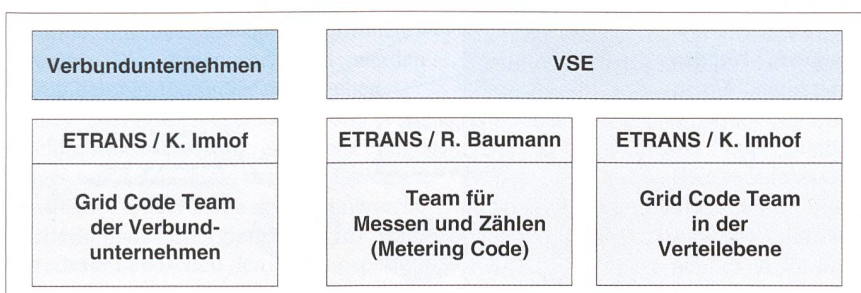 Verbundunternehmen
VSE
ETRANS / K. Imhof
Grid Code Team
der Verbund-
unternehmen
ETRANS / R. Baumann
Team für
Messen und Zählen
(Metering Code)
ETRANS / K. Imhof
Grid Code Team
in der
Verteilebene